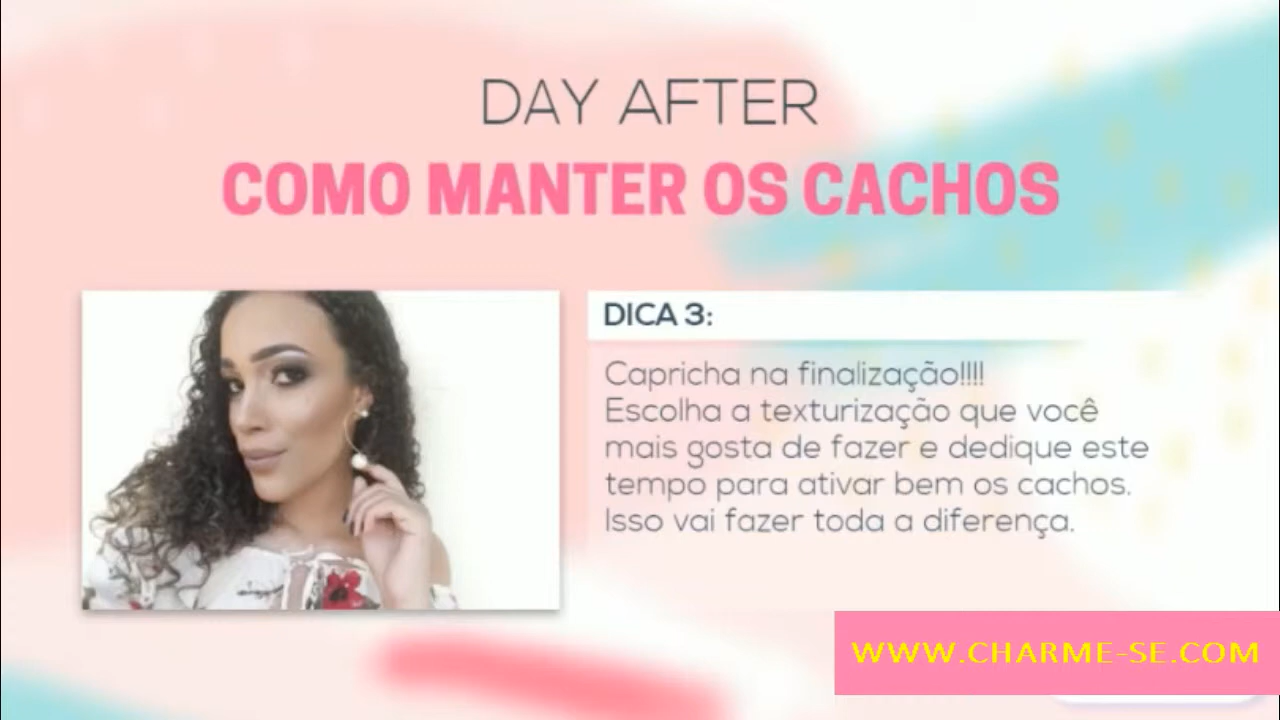 DAY AFTER
COMO MANTER OS CACHOS
DICA 3:
Capricha na finalização!!!!
Escolha a texturização que você
mais gosta de fazer e dedique este
tempo para ativar bem os cachos.
Isso vai fazer toda a diferença.
WWW.CHARME-SE.COM